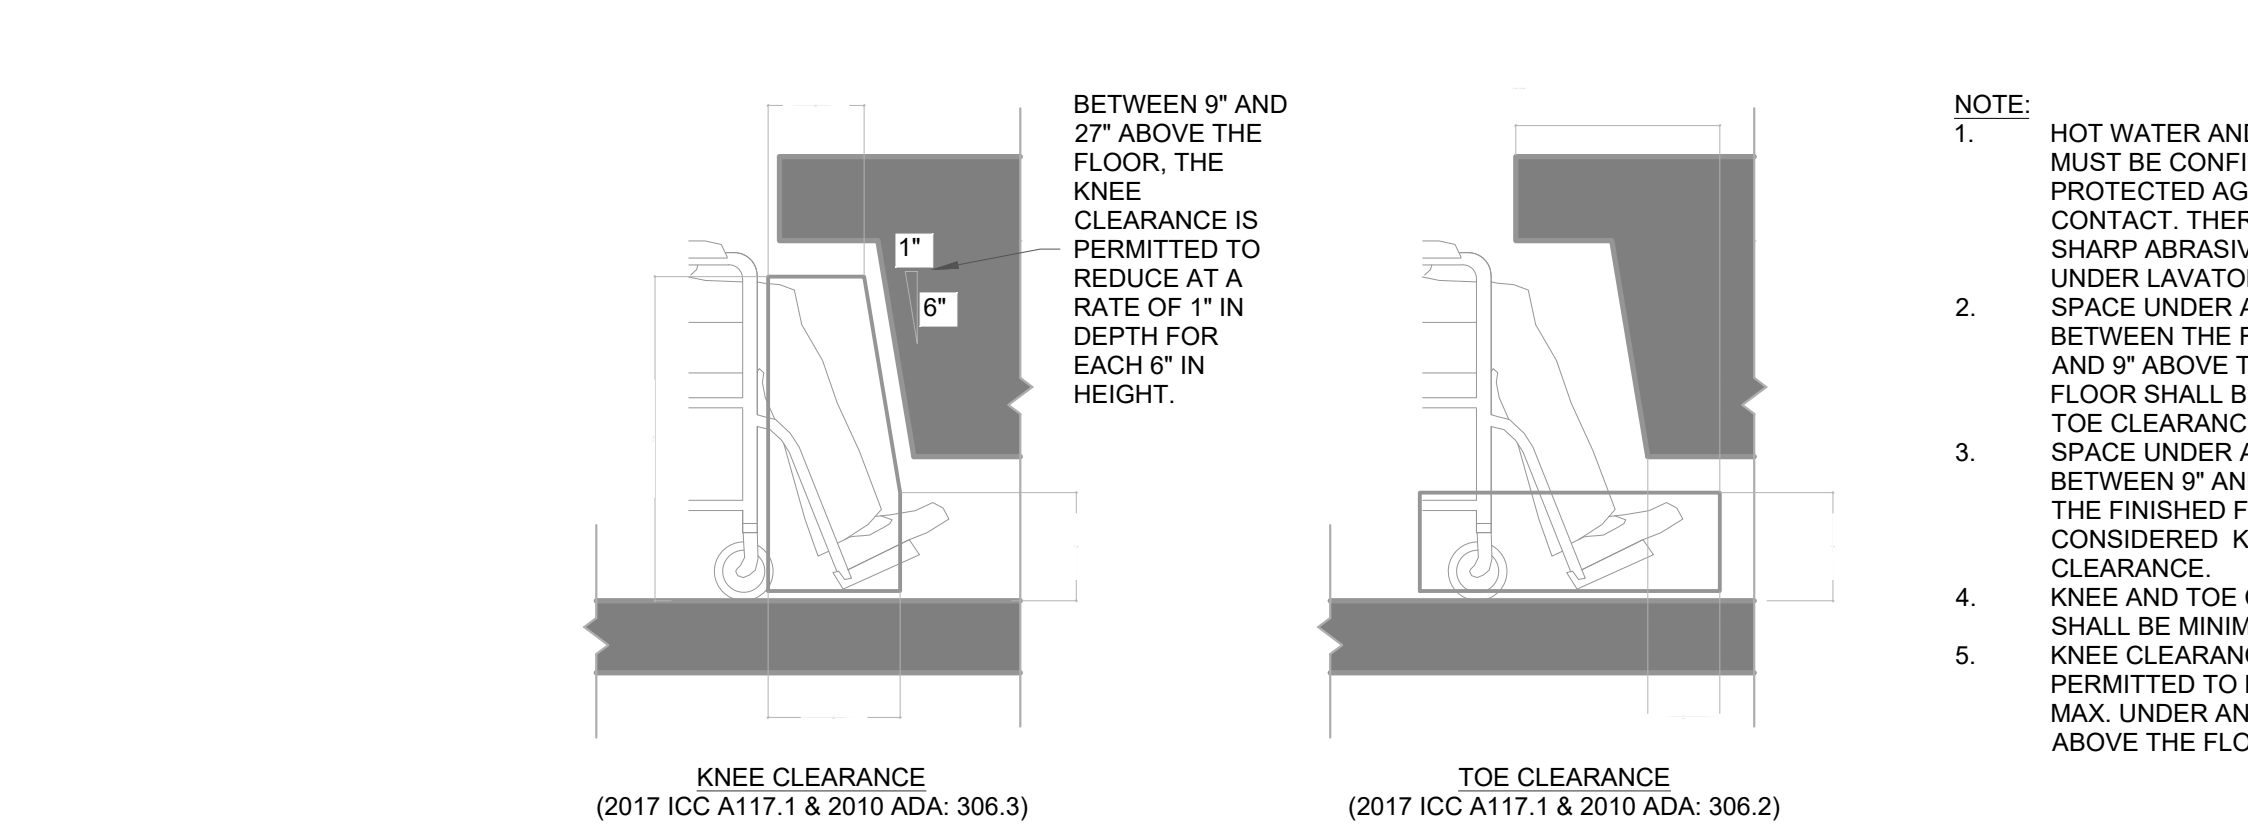 BETWEEN 9" AND
27" ABOVE THE
FLOOR, THE
KNEE
CLEARANCE IS
PERMITTED TO
REDUCE AT A
RATE OF 1" IN
DEPTH FOR
EACH 6" IN
HEIGHT.
1"
6"
KNEE CLEARANCE
(2017 ICC A117.1 & 2010 ADA: 306.3)
TOE CLEARANCE
(2017 ICC A117.1 & 2010 ADA: 306.2)
NOTE:
1. HOT WATER AND
MUST BE CONFI
PROTECTED AG
CONTACT. THER
SHARP ABRASIV
UNDER LAVATO
2. SPACE UNDER A
BETWEEN THE F
AND 9" ABOVE T
FLOOR SHALL B
TOE CLEARANC
3. SPACE UNDER A
BETWEEN 9" AN
THE FINISHED F
CONSIDERED K
CLEARANCE.
4. KNEE AND TOE C
SHALL BE MINIM
5. KNEE CLEARANC
PERMITTED TO
MAX. UNDER AN
ABOVE THE FLO